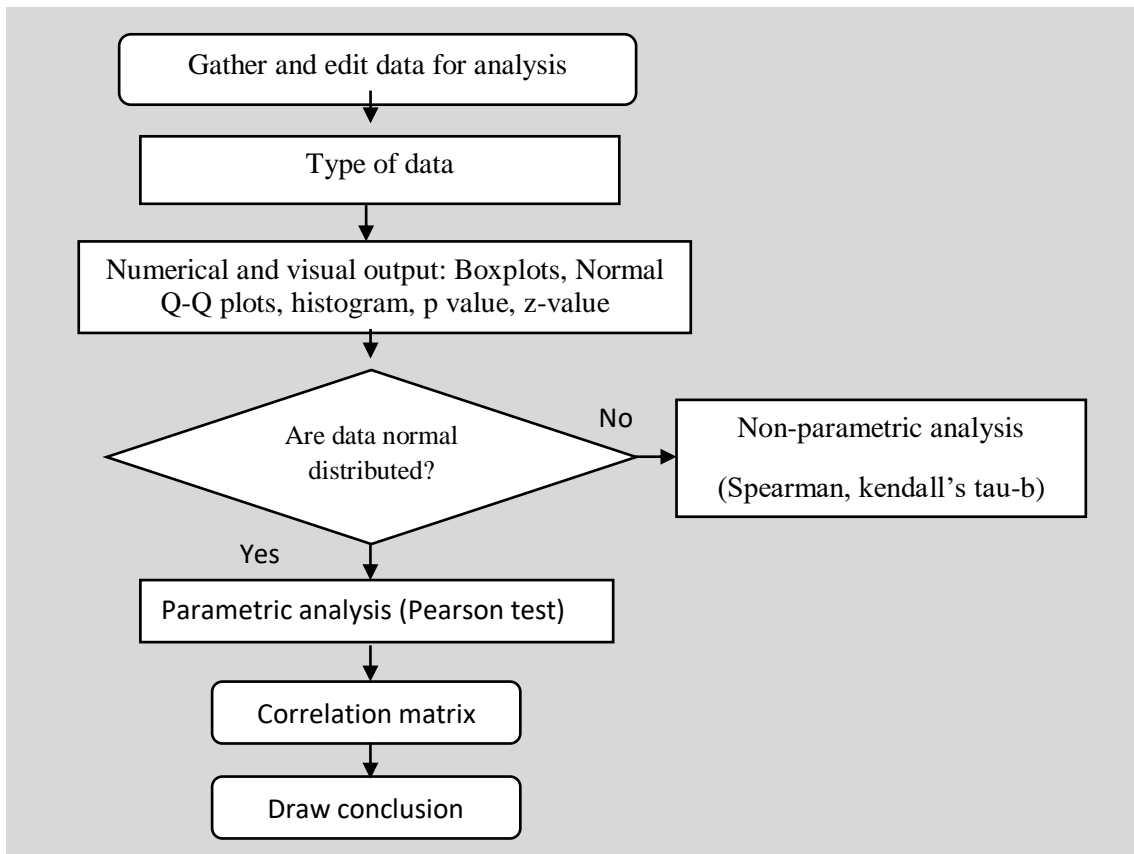 Gather and edit data for analysis
Type of data
Numerical and visual output: Boxplots, Normal
Q-Q plots, histogram, p value, z-value
Are data normal
distributed?
No
Non-parametric analysis
(Spearman, kendall’s tau-b)
Yes
Parametric analysis (Pearson test)
Correlation matrix
Draw conclusion